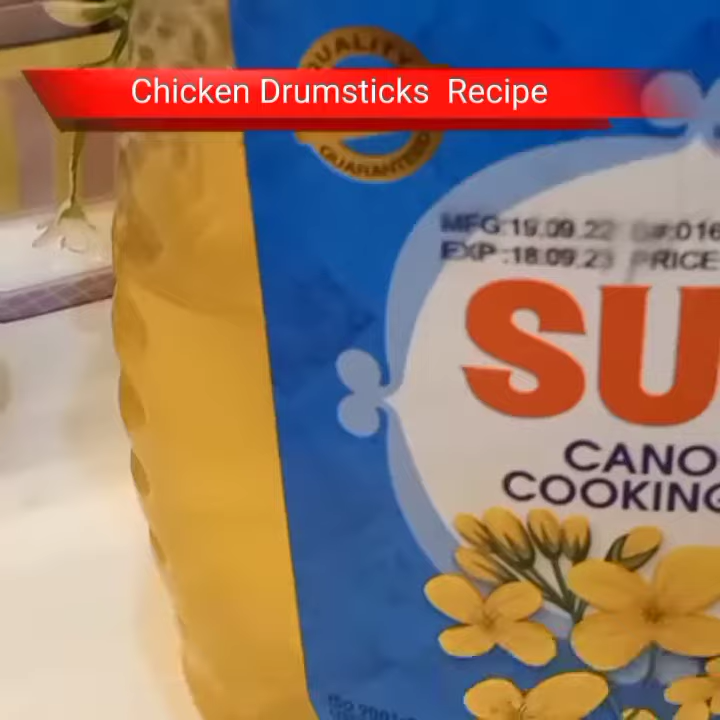 QUALITY
Chicken Drumsticks Recipe
GUARANTEED
MFG:19.09.22
EXP:18.09.23 PRICE
SU
CANO
COOKING